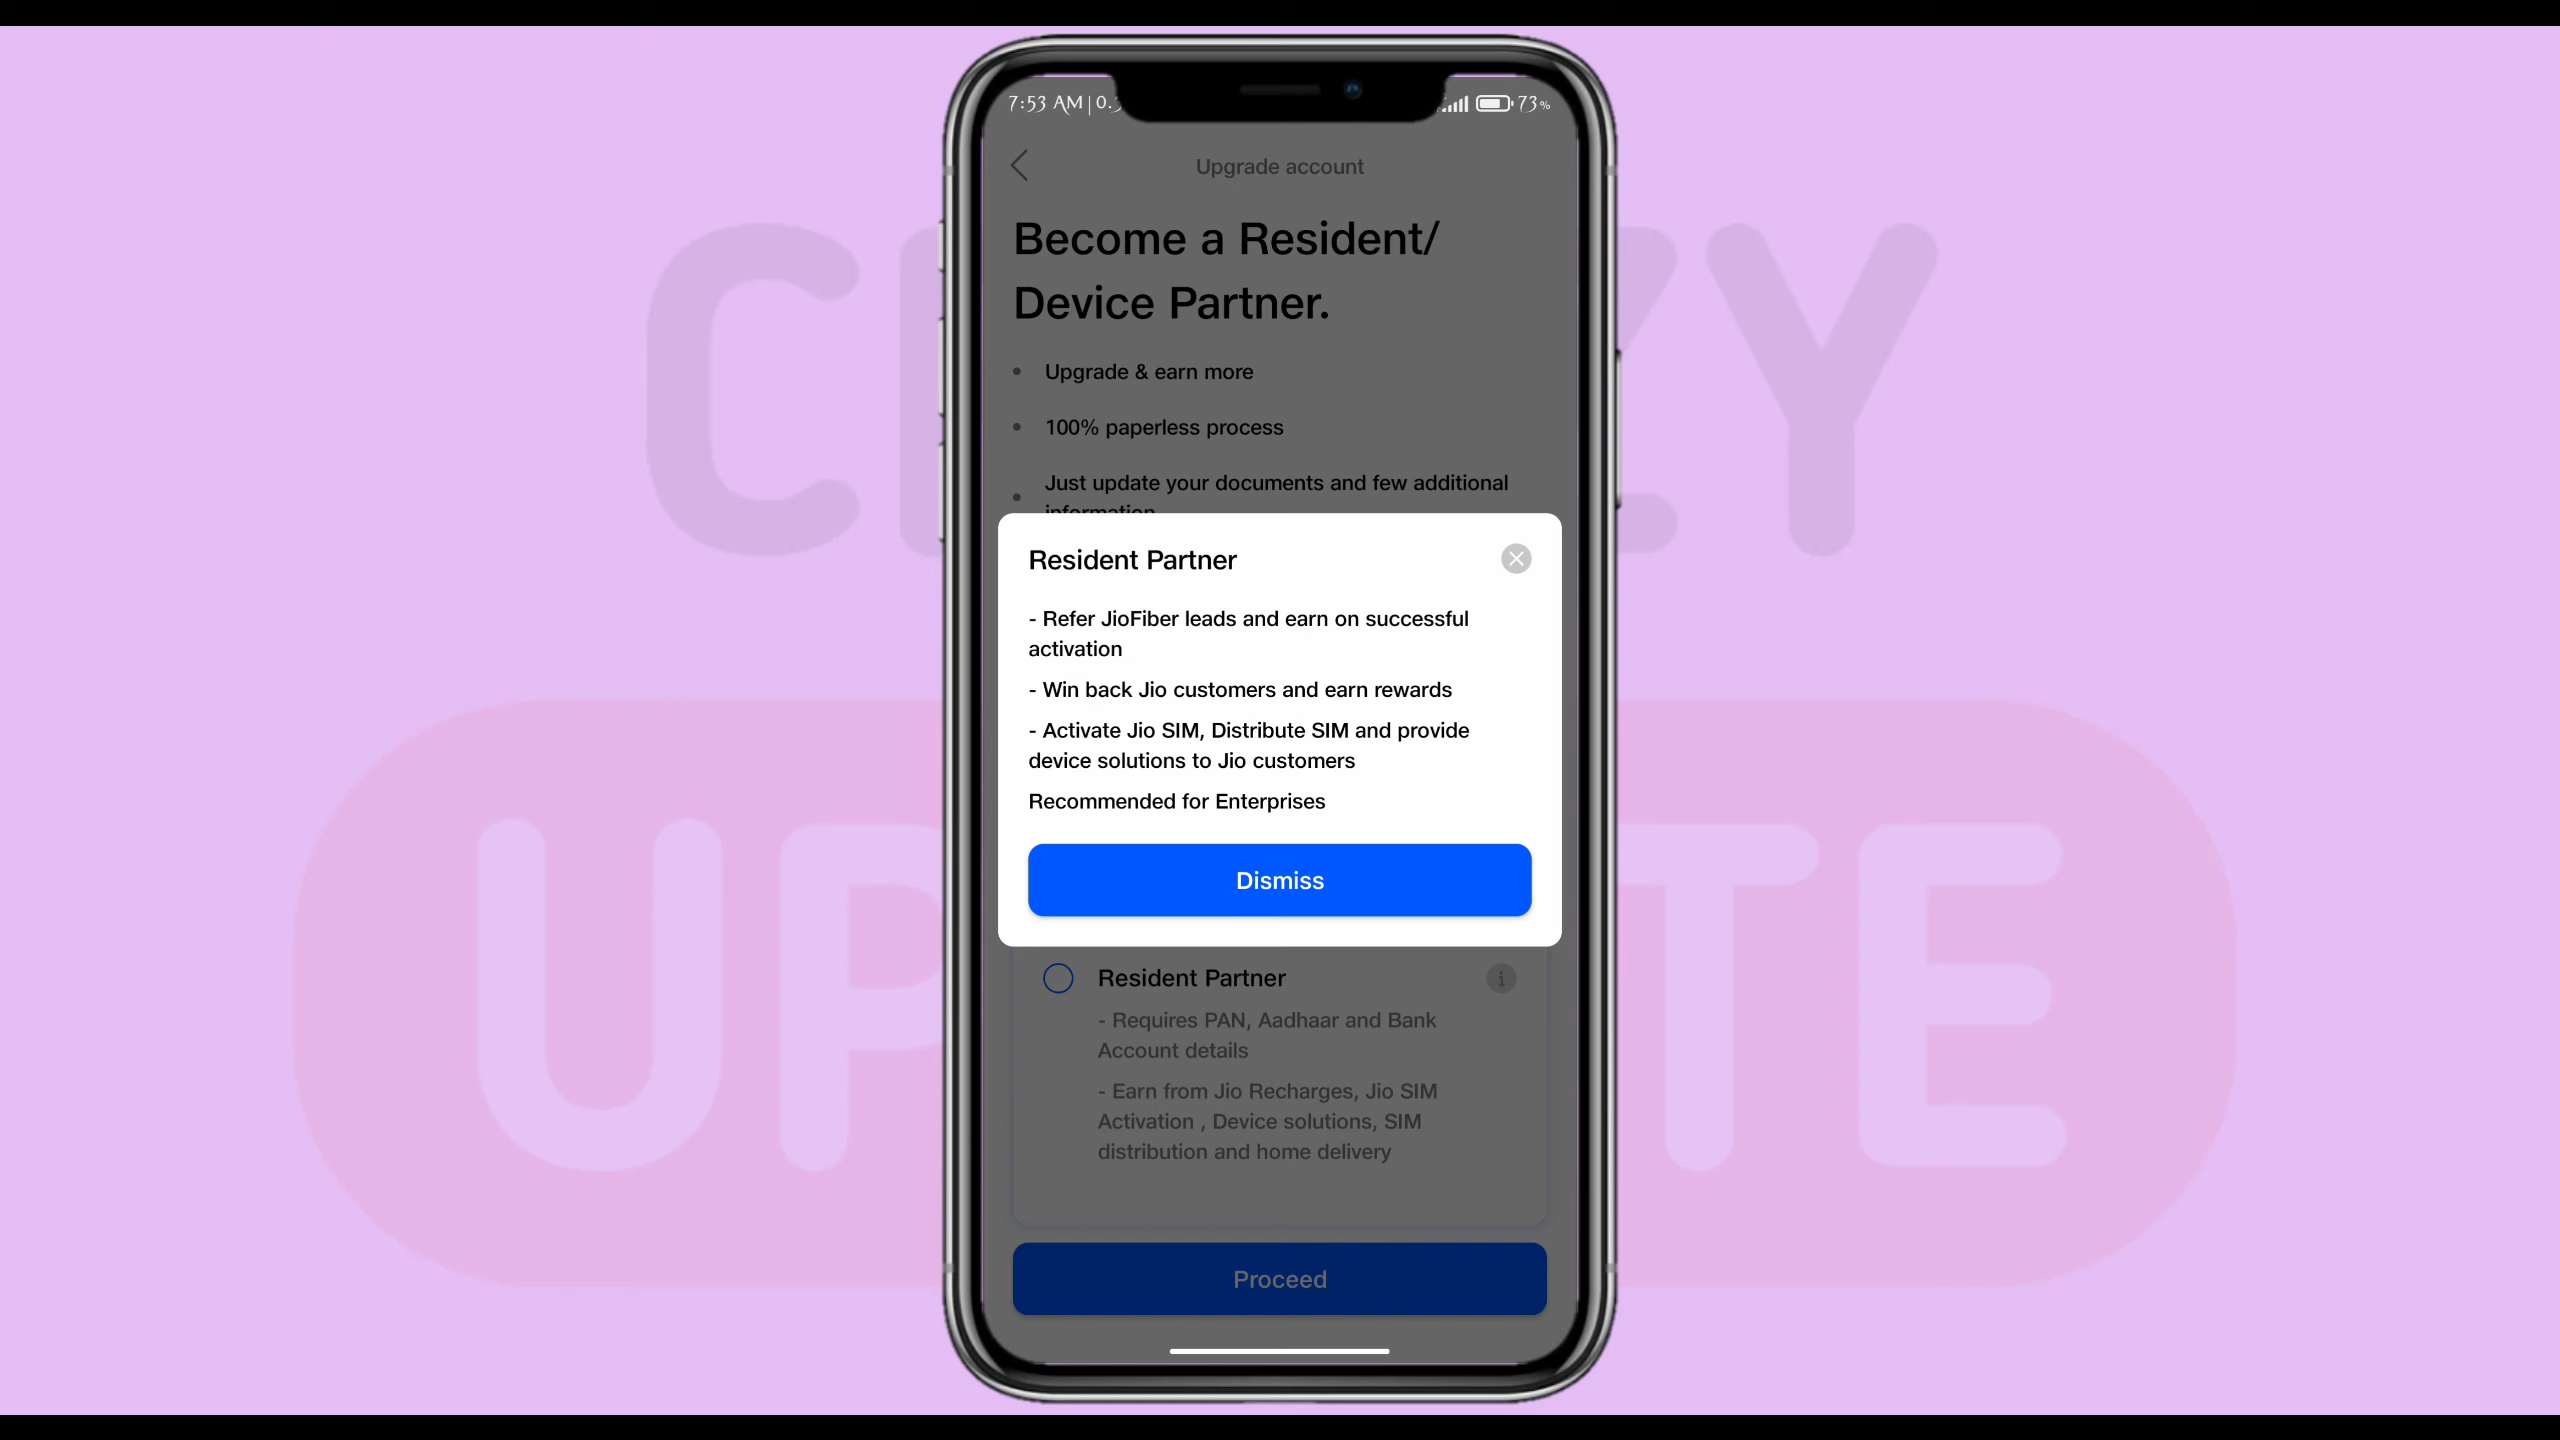 7:53 AM | 0.
73%
Upgrade account
Become a Resident/
Device Partner.
• Upgrade & earn more
• 100% paperless process
• Just update your documents and few additional
information
Resident Partner
- Refer JioFiber leads and earn on successful
activation
- Win back Jio customers and earn rewards
- Activate Jio SIM, Distribute SIM and provide
device solutions to Jio customers
Recommended for Enterprises
Dismiss
Resident Partner
- Requires PAN, Aadhaar and Bank
Account details
- Earn from Jio Recharges, Jio SIM
Activation , Device solutions, SIM
distribution and home delivery
Proceed